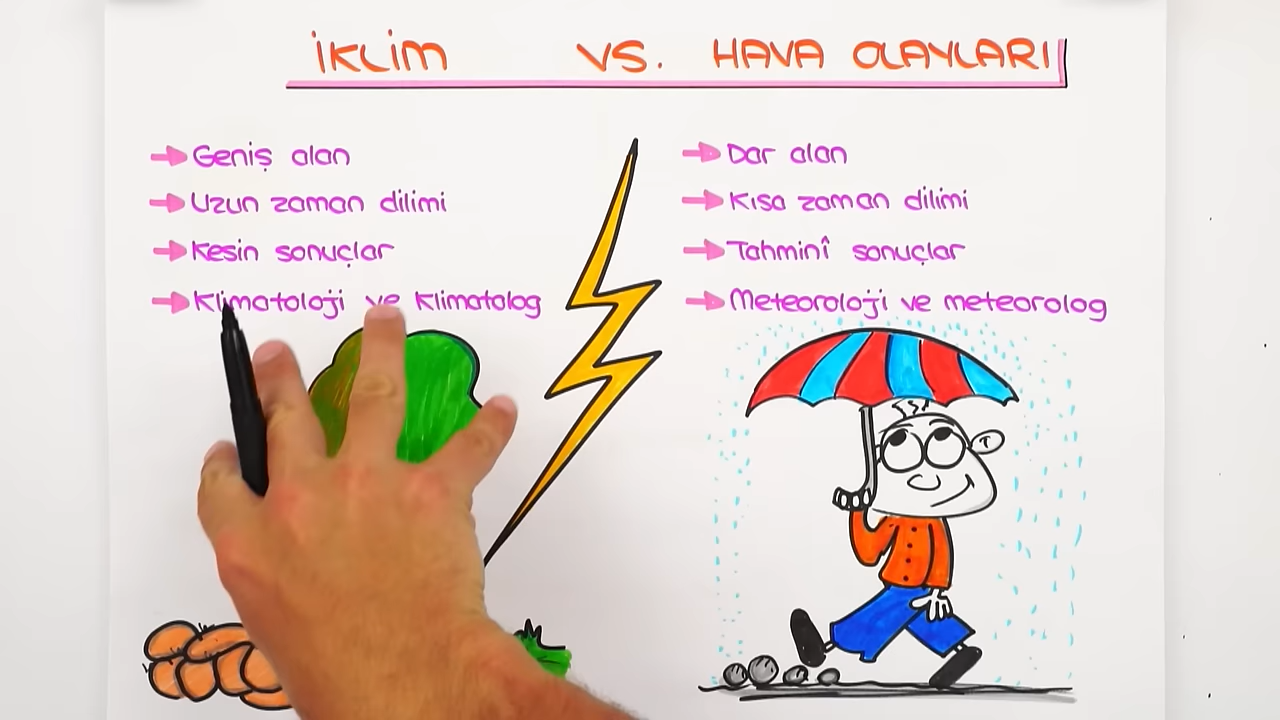 İKLİM VS. HAVA OLAYLARI
Geniş alan
Uzun zaman dilimi
Kesin sonuçlar
Klimatoloji ve Klimatolog
Dar alan
Kısa zaman dilimi
Tahminî sonuçlar
Meteoroloji ve meteorolog